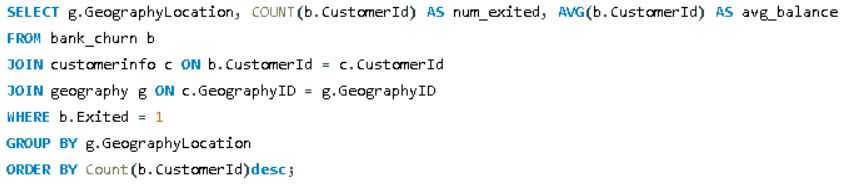 SELECT g.GeographyLocation, COUNT(b.CustomerId) AS num_exited, AVG(b.CustomerId) AS avg_balance
FROM bank_churn b
JOIN customerinfo c ON b.CustomerId = c.CustomerId
JOIN geography g ON c.GeographyID = g.GeographyID
WHERE b.Exited = 1
GROUP BY g.GeographyLocation
ORDER BY Count(b.CustomerId)desc;